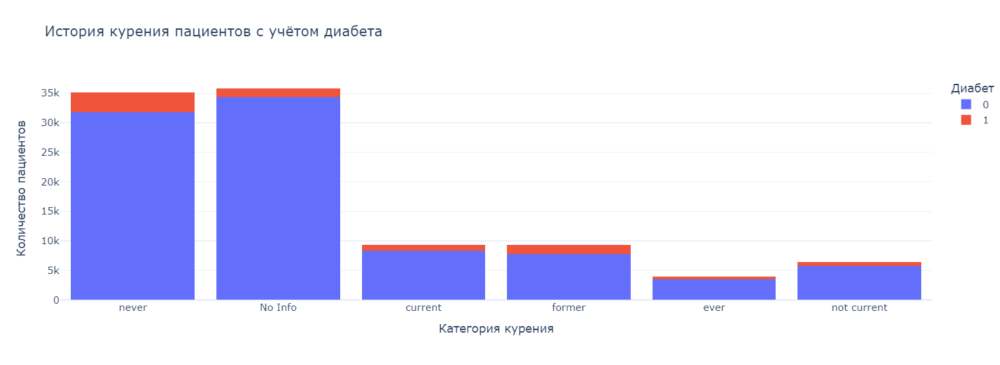 История курения пациентов с учётом диабета
Диабет
0
1
Количество пациентов
35k
30k
25k
20k
15k
10k
5k
0
never
No Info
current
former
ever
not current
Категория курения